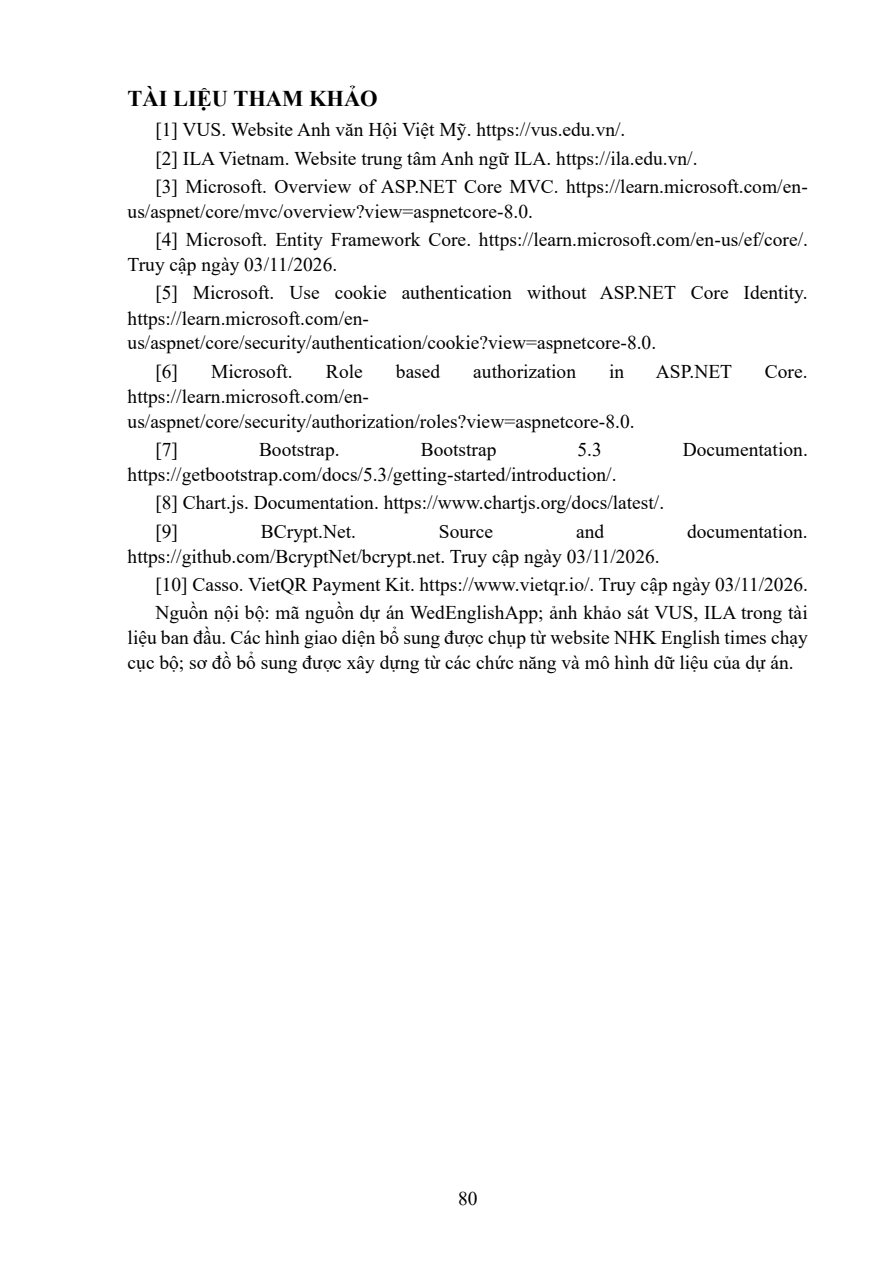 TÀI LIỆU THAM KHẢO
[1] VUS. Website Anh văn Hội Việt Mỹ. https://vus.edu.vn/.
[2] ILA Vietnam. Website trung tâm Anh ngữ ILA. https://ila.edu.vn/.
[3] Microsoft. Overview of ASP.NET Core MVC. https://learn.microsoft.com/en-
us/aspnet/core/mvc/overview?view=aspnetcore-8.0.
[4] Microsoft. Entity Framework Core. https://learn.microsoft.com/en-us/ef/core/.
Truy cập ngày 03/11/2026.
[5] Microsoft. Use cookie authentication without ASP.NET Core Identity.
https://learn.microsoft.com/en-
us/aspnet/core/security/authentication/cookie?view=aspnetcore-8.0.
[6] Microsoft. Role based authorization in ASP.NET Core.
https://learn.microsoft.com/en-
us/aspnet/core/security/authorization/roles?view=aspnetcore-8.0.
[7] Bootstrap. Bootstrap 5.3 Documentation.
https://getbootstrap.com/docs/5.3/getting-started/introduction/.
[8] Chart.js. Documentation. https://www.chartjs.org/docs/latest/.
[9] BCrypt.Net. Source and documentation.
https://github.com/BcryptNet/bcrypt.net. Truy cập ngày 03/11/2026.
[10] Casso. VietQR Payment Kit. https://www.vietqr.io/. Truy cập ngày 03/11/2026.
Nguồn nội bộ: mã nguồn dự án WedEnglishApp; ảnh khảo sát VUS, ILA trong tài
liệu ban đầu. Các hình giao diện bổ sung được chụp từ website NHK English times chạy
cục bộ; sơ đồ bổ sung được xây dựng từ các chức năng và mô hình dữ liệu của dự án.
80